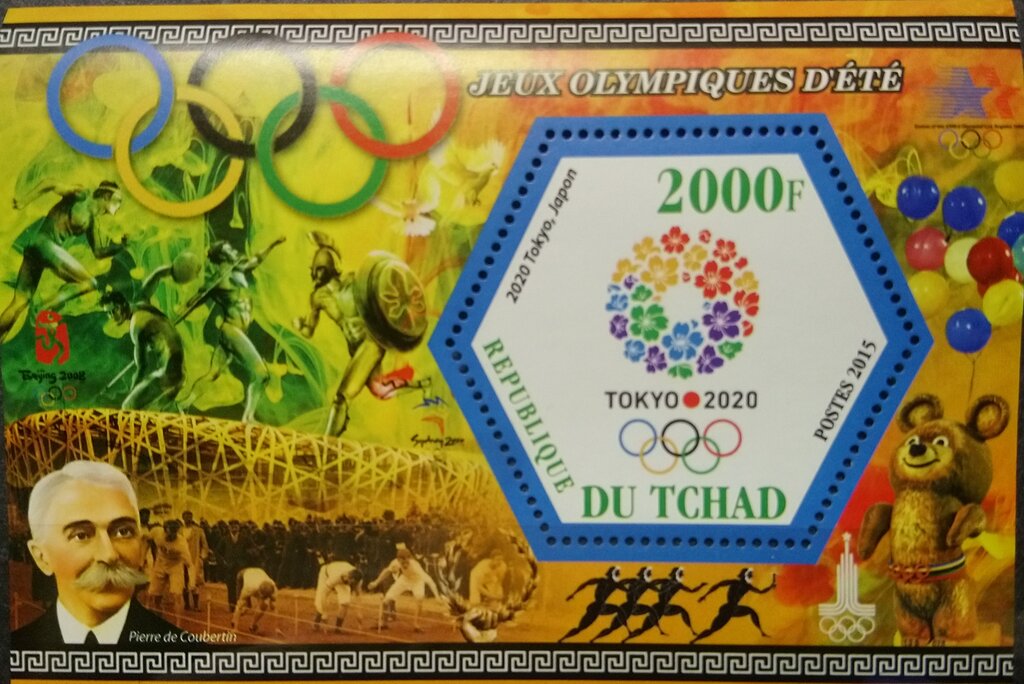 JEUX OLYMPIQUES D'ÉTÉ
2000F
2020 Tokyo, Japon
TOKYO 2020
REPUBLIQUE
DU TCHAD
POSTES 2015
Beijing 2008
Sydney 2000
Pierre de Coubertin